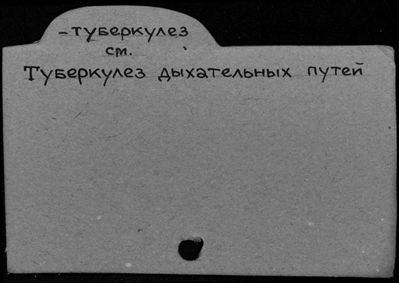 -туберкулез
см.
Туберкулез дыхательных путей